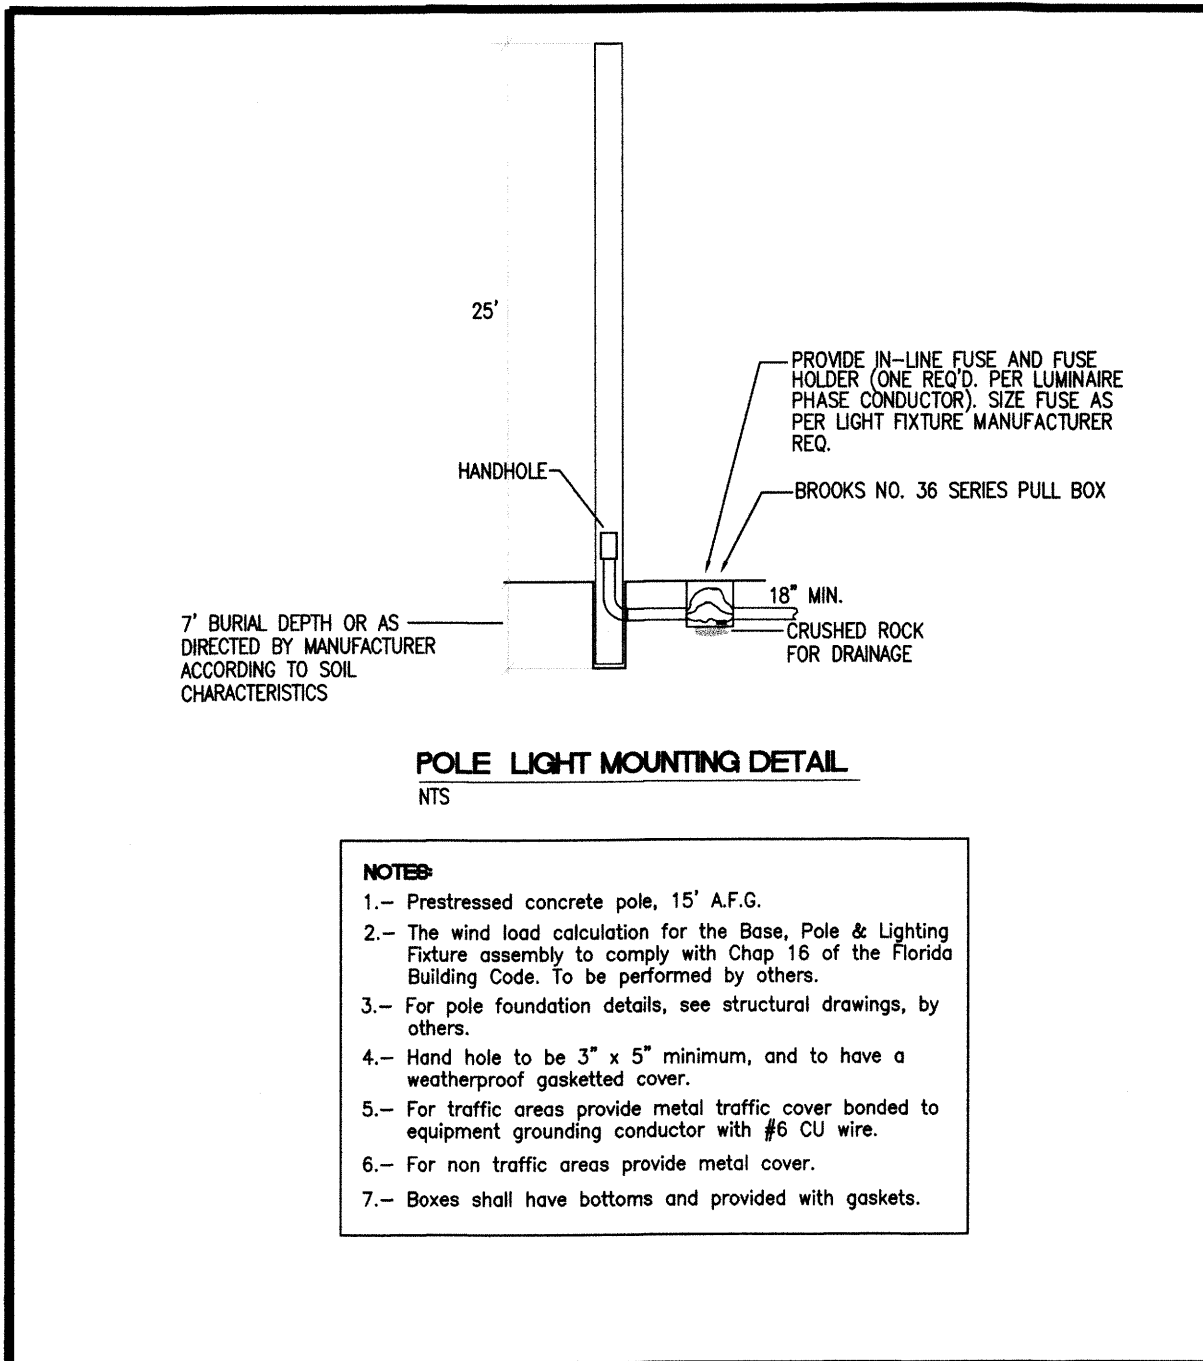 25'
PROVIDE IN-LINE FUSE AND FUSE
HOLDER (ONE REQ'D. PER LUMINAIRE
PHASE CONDUCTOR). SIZE FUSE AS
PER LIGHT FIXTURE MANUFACTURER
REQ.
HANDHOLE
BROOKS NO. 36 SERIES PULL BOX
18" MIN.
7' BURIAL DEPTH OR AS
DIRECTED BY MANUFACTURER
ACCORDING TO SOIL
CHARACTERISTICS
CRUSHED ROCK
FOR DRAINAGE
POLE LIGHT MOUNTING DETAIL
NTS
NOTES:
1.- Prestressed concrete pole, 15' A.F.G.
2.- The wind load calculation for the Base, Pole & Lighting
Fixture assembly to comply with Chap 16 of the Florida
Building Code. To be performed by others.
3.- For pole foundation details, see structural drawings, by
others.
4.- Hand hole to be 3" x 5" minimum, and to have a
weatherproof gasketted cover.
5.- For traffic areas provide metal traffic cover bonded to
equipment grounding conductor with #6 CU wire.
6.- For non traffic areas provide metal cover.
7.- Boxes shall have bottoms and provided with gaskets.